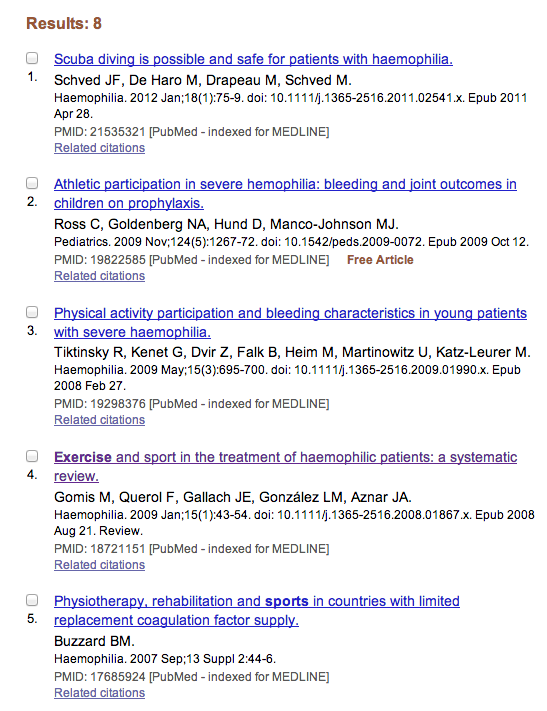 Results: 8
Scuba diving is possible and safe for patients with haemophilia.
1. Schved JF, De Haro M, Drapeau M, Schved M.
Haemophilia. 2012 Jan;18(1):75-9. doi: 10.1111/j.1365-2516.2011.02541.x. Epub 2011
Apr 28.
PMID: 21535321 [PubMed - indexed for MEDLINE]
Related citations
Athletic participation in severe hemophilia: bleeding and joint outcomes in
2. children on prophylaxis.
Ross C, Goldenberg NA, Hund D, Manco-Johnson MJ.
Pediatrics. 2009 Nov;124(5):1267-72. doi: 10.1542/peds.2009-0072. Epub 2009 Oct 12.
PMID: 19822585 [PubMed - indexed for MEDLINE] Free Article
Related citations
Physical activity participation and bleeding characteristics in young patients
3. with severe haemophilia.
Tiktinsky R, Kenet G, Dvir Z, Falk B, Heim M, Martinowitz U, Katz-Leurer M.
Haemophilia. 2009 May;15(3):695-700. doi: 10.1111/j.1365-2516.2009.01990.x. Epub
2008 Feb 27.
PMID: 19298376 [PubMed - indexed for MEDLINE]
Related citations
Exercise and sport in the treatment of haemophilic patients: a systematic
4. review.
Gomis M, Querol F, Gallach JE, González LM, Aznar JA.
Haemophilia. 2009 Jan;15(1):43-54. doi: 10.1111/j.1365-2516.2008.01867.x. Epub 2008
Aug 21. Review.
PMID: 18721151 [PubMed - indexed for MEDLINE]
Related citations
Physiotherapy, rehabilitation and sports in countries with limited
5. replacement coagulation factor supply.
Buzzard BM.
Haemophilia. 2007 Sep;13 Suppl 2:44-6.
PMID: 17685924 [PubMed - indexed for MEDLINE]
Related citations